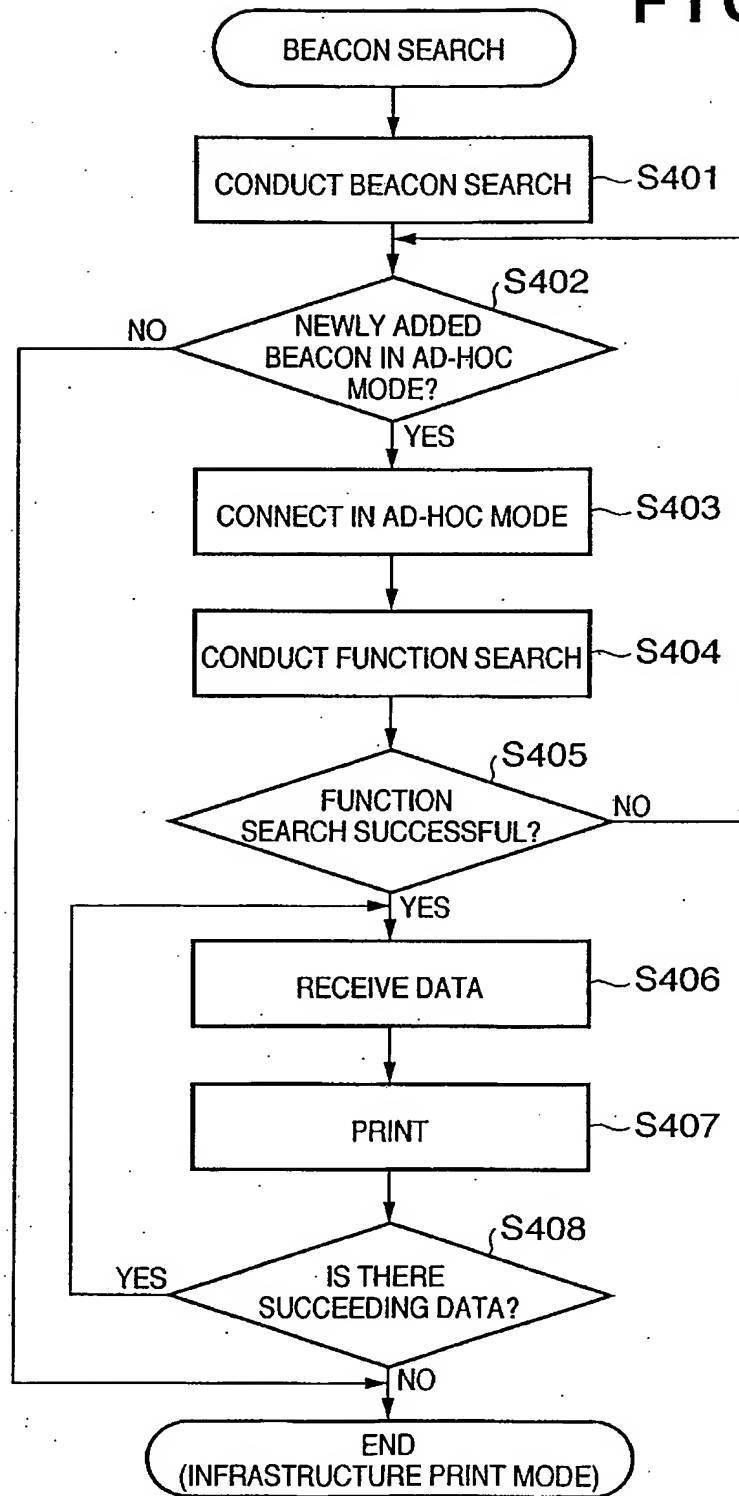 BEACON SEARCH
CONDUCT BEACON SEARCH
S401
S402
NO
NEWLY ADDED
BEACON IN AD-HOC
MODE?
YES
CONNECT IN AD-HOC MODE
S403
CONDUCT FUNCTION SEARCH
S404
S405
FUNCTION
SEARCH SUCCESSFUL?
NO
YES
RECEIVE DATA
S406
PRINT
S407
S408
YES
IS THERE
SUCCEEDING DATA?
NO
END
(INFRASTRUCTURE PRINT MODE)